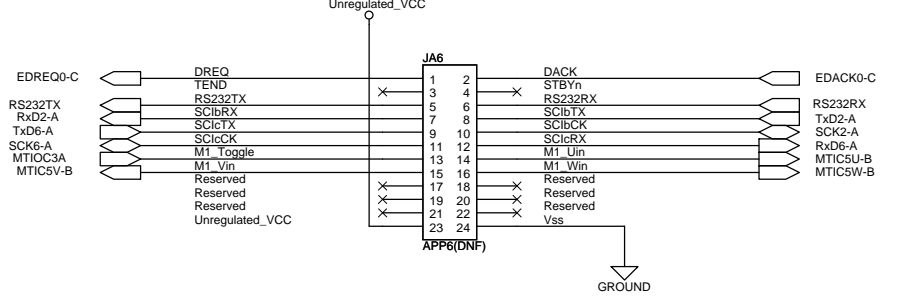 Unregulated_VCC
JA6
EDREQ0-C DREQ 1 2 DACK EDACK0-C
TEND 3 4 STBYn
RS232TX RS232TX 5 6 RS232RX RS232RX
RxD2-A SCIbRX 7 8 SCIbTX TxD2-A
TxD6-A SCIcTX 9 10 SCIbCK SCK2-A
SCK6-A SCIcCK 11 12 SCIcRX RxD6-A
MTIOC3A M1_Toggle 13 14 M1_Uin MTIC5U-B
MTIC5V-B M1_Vin 15 16 M1_Win MTIC5W-B
Reserved 17 18 Reserved
Reserved 19 20 Reserved
Reserved 21 22 Reserved
Unregulated_VCC 23 24 Vss
APP6(DNF)
GROUND